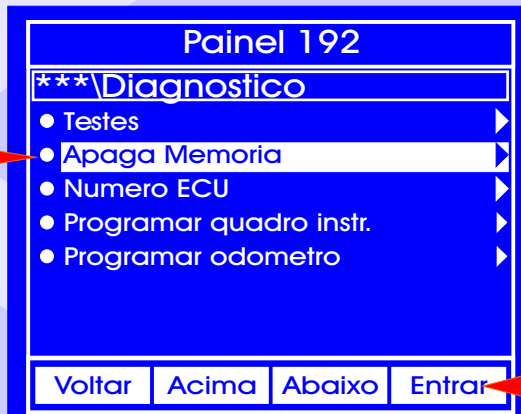 Painel 192
***\Diagnostico
Testes
Apaga Memoria
Numero ECU
Programar quadro instr.
Programar odometro
Voltar Acima Abaixo Entrar